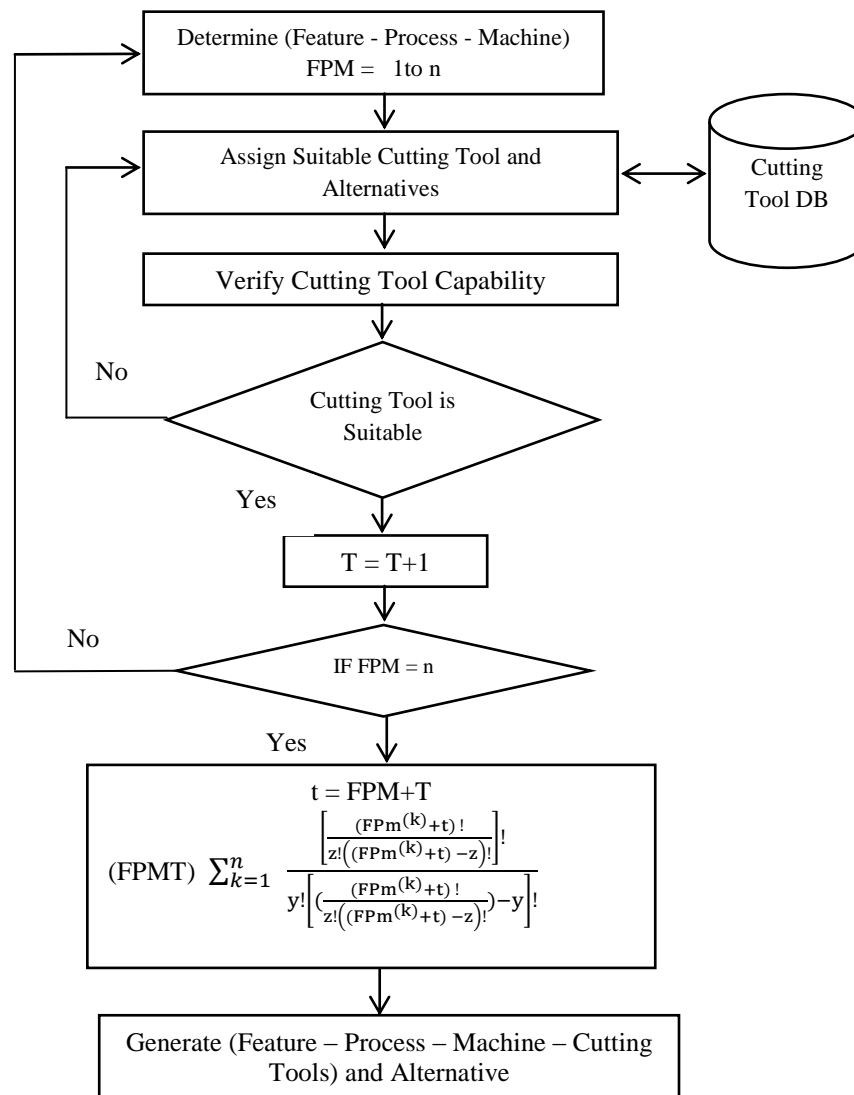 Determine (Feature - Process - Machine)
FPM = 1to n
Assign Suitable Cutting Tool and
Alternatives
Cutting
Tool DB
Verify Cutting Tool Capability
No
Cutting Tool is
Suitable
Yes
T = T+1
No
IF FPM = n
Yes
t = FPM+T
(FPMT) ∑ₖ₌₁ⁿ [(FPm⁽ᵏ⁾+t)! / z!((FPm⁽ᵏ⁾+t) −z)!]! / y![((FPm⁽ᵏ⁾+t)! / z!((FPm⁽ᵏ⁾+t) −z)!)−y]!
Generate (Feature – Process – Machine – Cutting
Tools) and Alternative